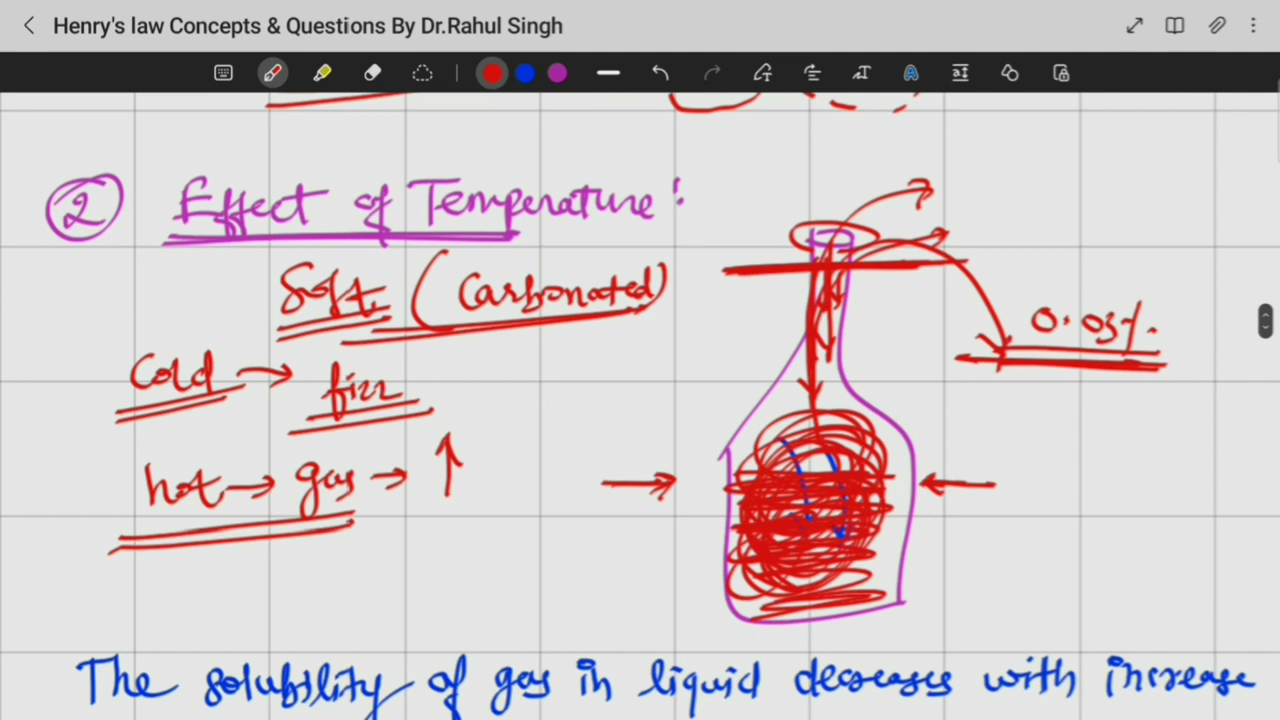 Henry's law Concepts & Questions By Dr.Rahul Singh
2 Effect of Temperature:
Soft (Carbonated)
Cold → fizz
0.03%.
hot → gas → ↑
The solubility of gas in liquid decreases with increase